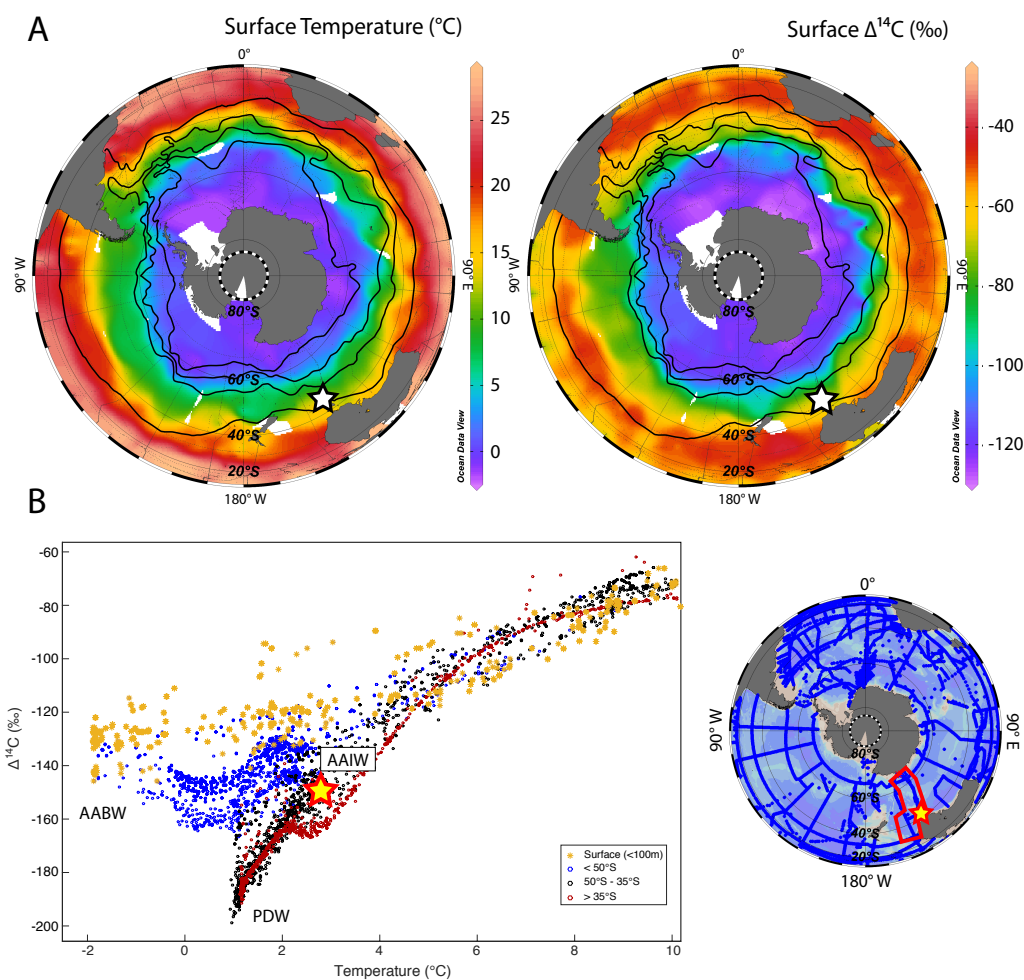 A
Surface Temperature (°C)
Surface Δ¹⁴C (‰)
0°
0°
25
20
15
10
5
0
-40
-60
-80
-100
-120
90° W
90° E
90° W
90° E
80°S
60°S
40°S
20°S
80°S
60°S
40°S
20°S
Ocean Data View
Ocean Data View
180° W
180° W
B
-60
-80
-100
-120
-140
-160
-180
-200
Δ¹⁴C (‰)
AAIW
AABW
PDW
Surface (<100m)
< 50°S
50°S - 35°S
> 35°S
-2
0
2
4
6
8
10
Temperature (°C)
0°
90° W
90° E
80°S
60°S
40°S
20°S
180° W